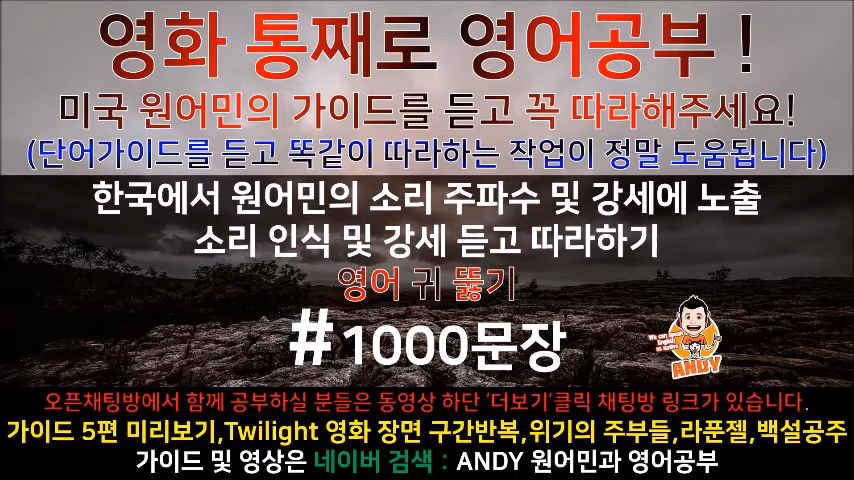 영화 통째로 영어공부 !
미국 원어민의 가이드를 듣고 꼭 따라해주세요!
(단어가이드를 듣고 똑같이 따라하는 작업이 정말 도움됩니다)
한국에서 원어민의 소리 주파수 및 강세에 노출
소리 인식 및 강세 듣고 따라하기
영어 귀 뚫기
#1000문장
We can speak
English
as native
ANDY
오픈채팅방에서 함께 공부하실 분들은 동영상 하단 '더보기'클릭 채팅방 링크가 있습니다.
가이드 5편 미리보기,Twilight 영화 장면 구간반복,위기의 주부들,라푼젤,백설공주
가이드 및 영상은 네이버 검색 : ANDY 원어민과 영어공부